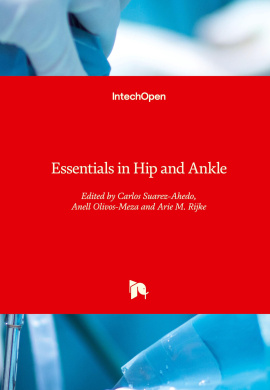 IntechOpen
Essentials in Hip and Ankle
Edited by Carlos Suarez-Ahedo,
Anell Olivos-Meza and Arie M. Rijke